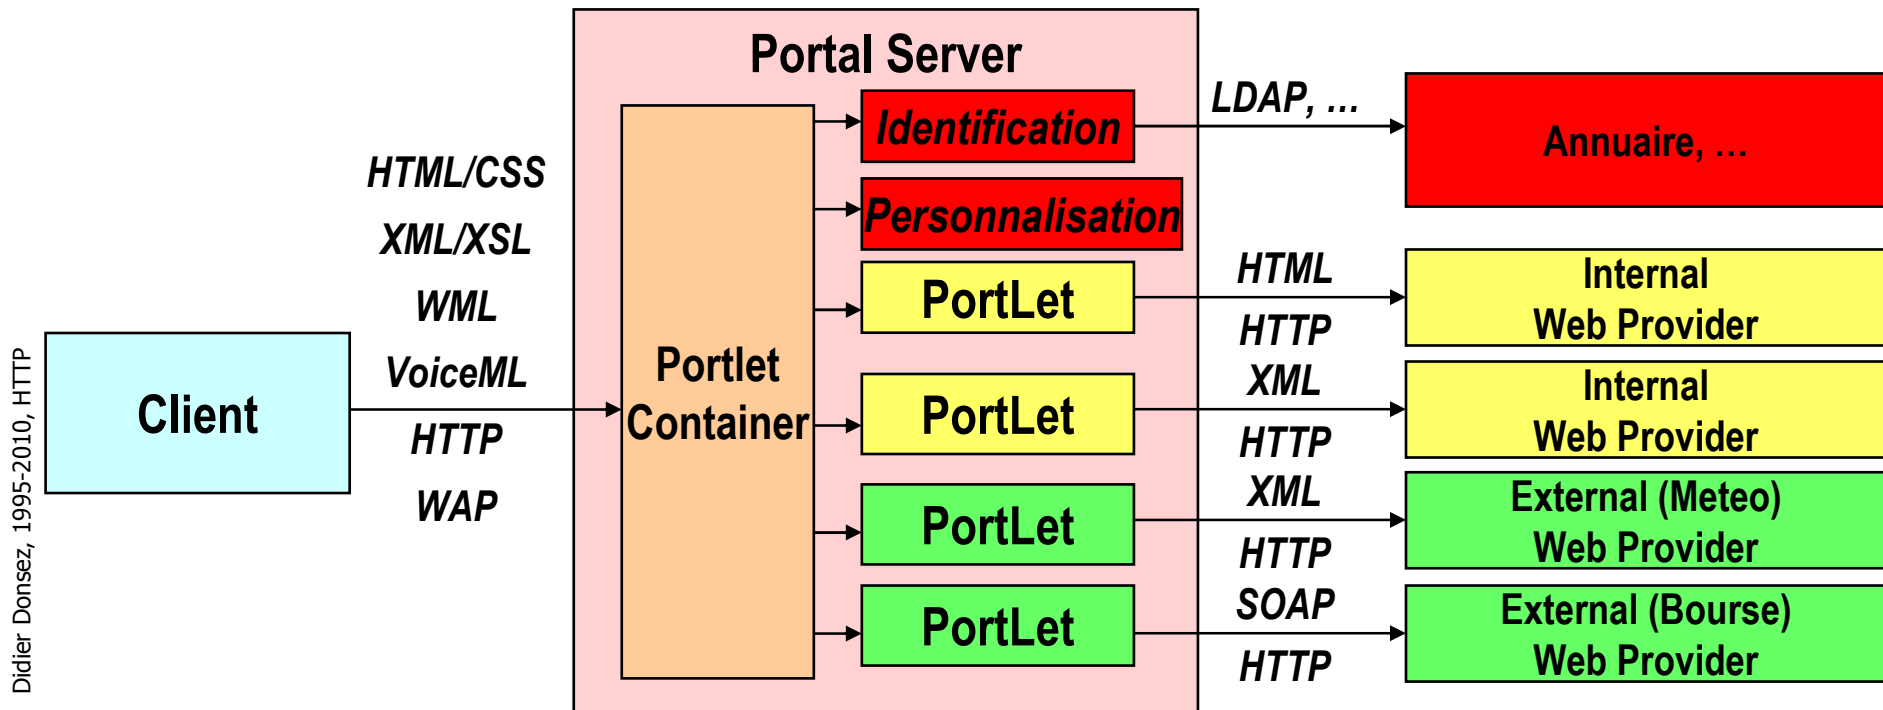 Portal Server
Identification
LDAP, …
Annuaire, …
Personnalisation
HTML/CSS
XML/XSL
WML
VoiceML
HTTP
WAP
Client
Portlet
Container
PortLet
HTML
HTTP
Internal
Web Provider
PortLet
XML
HTTP
Internal
Web Provider
PortLet
XML
HTTP
External (Meteo)
Web Provider
PortLet
SOAP
HTTP
External (Bourse)
Web Provider
Didier Donsez, 1995-2010, HTTP